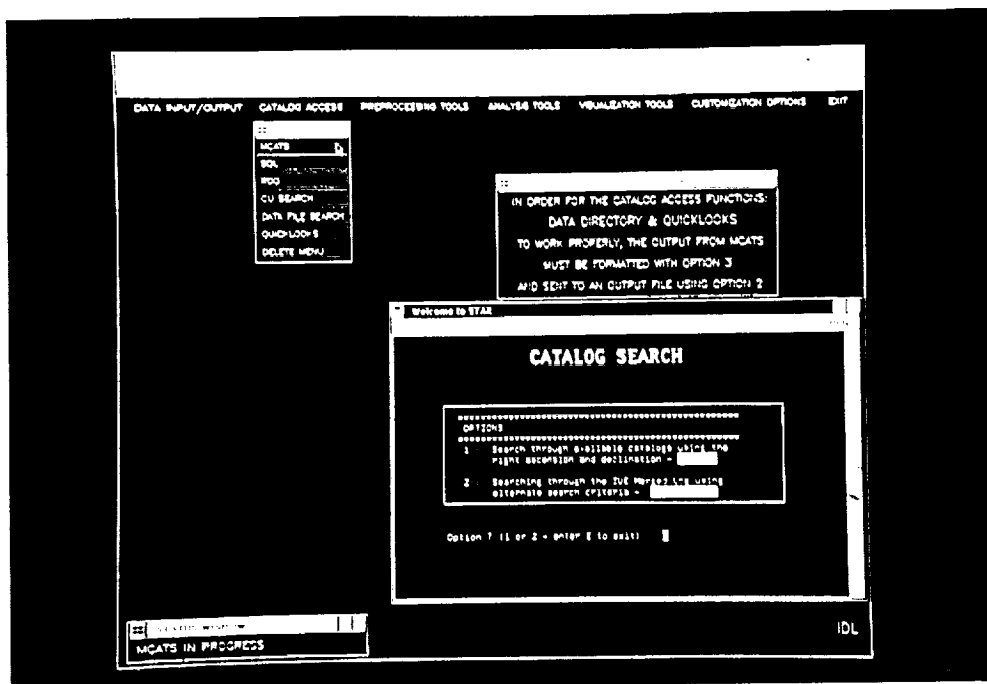 DATA INPUT/OUTPUT CATALOG ACCESS PREPROCESSING TOOLS ANALYSIS TOOLS VISUALIZATION TOOLS CUSTOMIZATION OPTIONS EXIT
MCATS
SQL
RDO
CU SEARCH
DATA FILE SEARCH
QUICKLOOKS
DELETE MENU
IN ORDER FOR THE CATALOG ACCESS FUNCTIONS:
DATA DIRECTORY & QUICKLOOKS
TO WORK PROPERLY, THE OUTPUT FROM MCATS
MUST BE FORMATTED WITH OPTION 3
AND SENT TO AN OUTPUT FILE USING OPTION 2
Welcome to STAR
CATALOG SEARCH
OPTIONS
1 Search through available catalogs using the
right ascension and declination -
2 Searching through the IUE Merged Log using
alternate search criteria -
Option ? (1 or 2 - enter E to exit)
STATUS WINDOW
MCATS IN PROGRESS
IDL